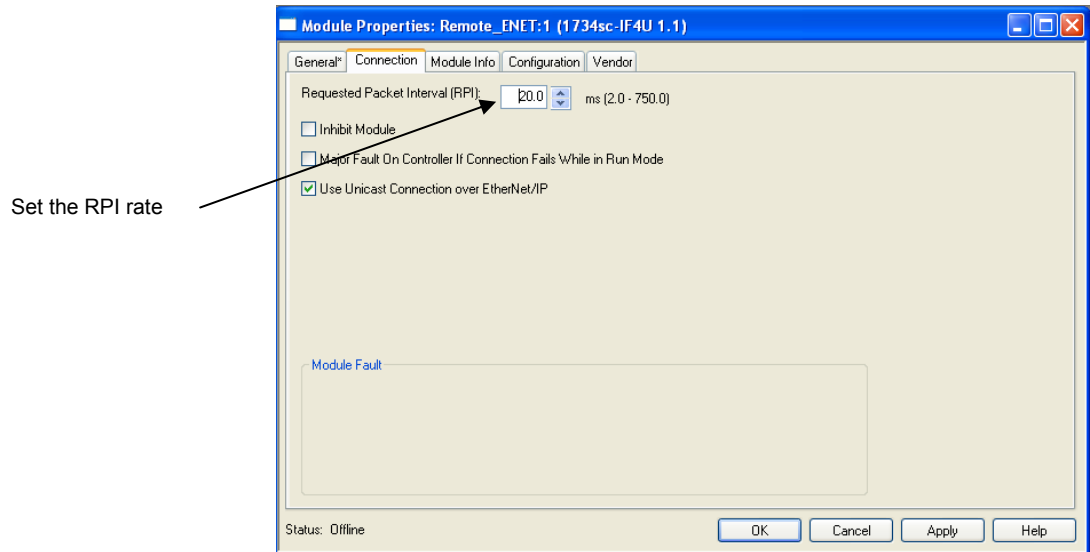 Module Properties: Remote_ENET:1 (1734sc-IF4U 1.1)
General* Connection Module Info Configuration Vendor
Requested Packet Interval (RPI): 20.0 ms (2.0 - 750.0)
Inhibit Module
Major Fault On Controller If Connection Fails While in Run Mode
Use Unicast Connection over EtherNet/IP
Set the RPI rate
Module Fault
Status: Offline OK Cancel Apply Help